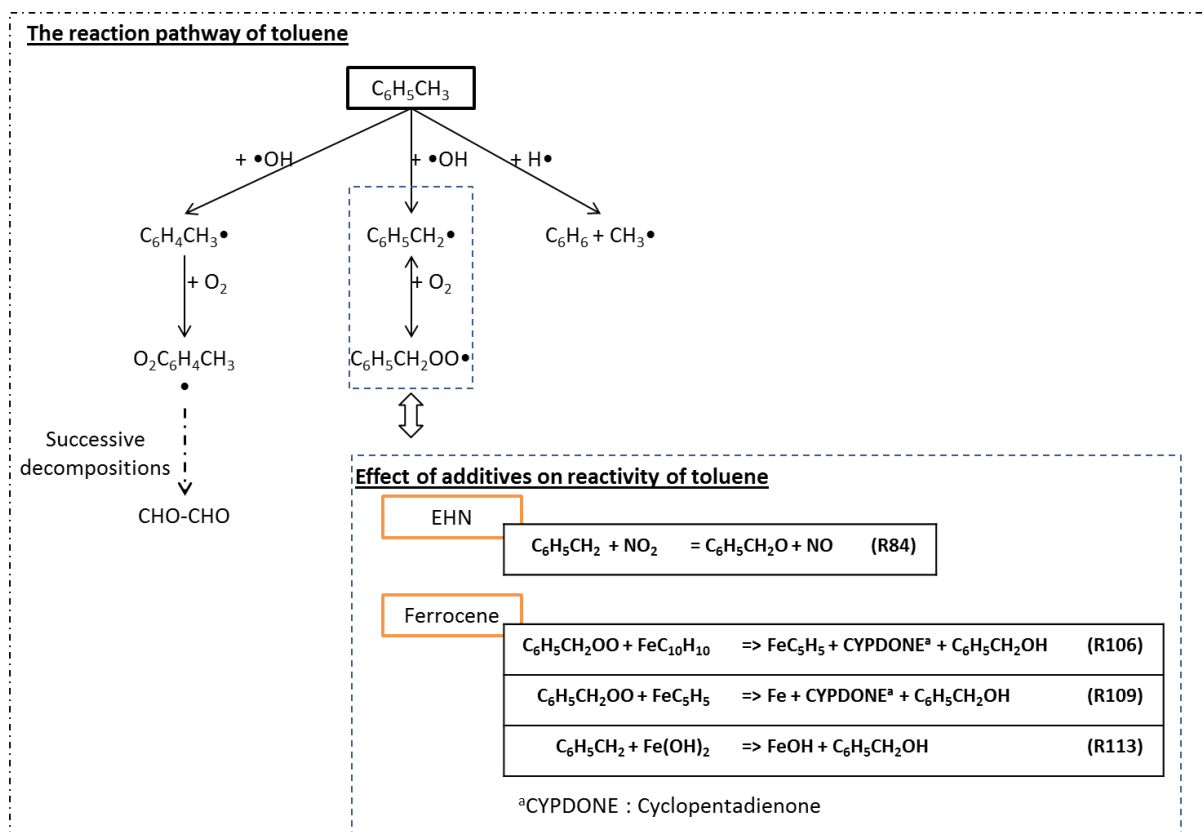 The reaction pathway of toluene
C₆H₅CH₃
+ •OH + •OH + H•
C₆H₄CH₃• C₆H₅CH₂• C₆H₆ + CH₃•
+ O₂ + O₂
O₂C₆H₄CH₃ C₆H₅CH₂OO•
•
Successive
decompositions
CHO-CHO
Effect of additives on reactivity of toluene
EHN
C₆H₅CH₂ + NO₂ = C₆H₅CH₂O + NO (R84)
Ferrocene
C₆H₅CH₂OO + FeC₁₀H₁₀ => FeC₅H₅ + CYPDONEᵃ + C₆H₅CH₂OH (R106)
C₆H₅CH₂OO + FeC₅H₅ => Fe + CYPDONEᵃ + C₆H₅CH₂OH (R109)
C₆H₅CH₂ + Fe(OH)₂ => FeOH + C₆H₅CH₂OH (R113)
ᵃCYPDONE : Cyclopentadienone